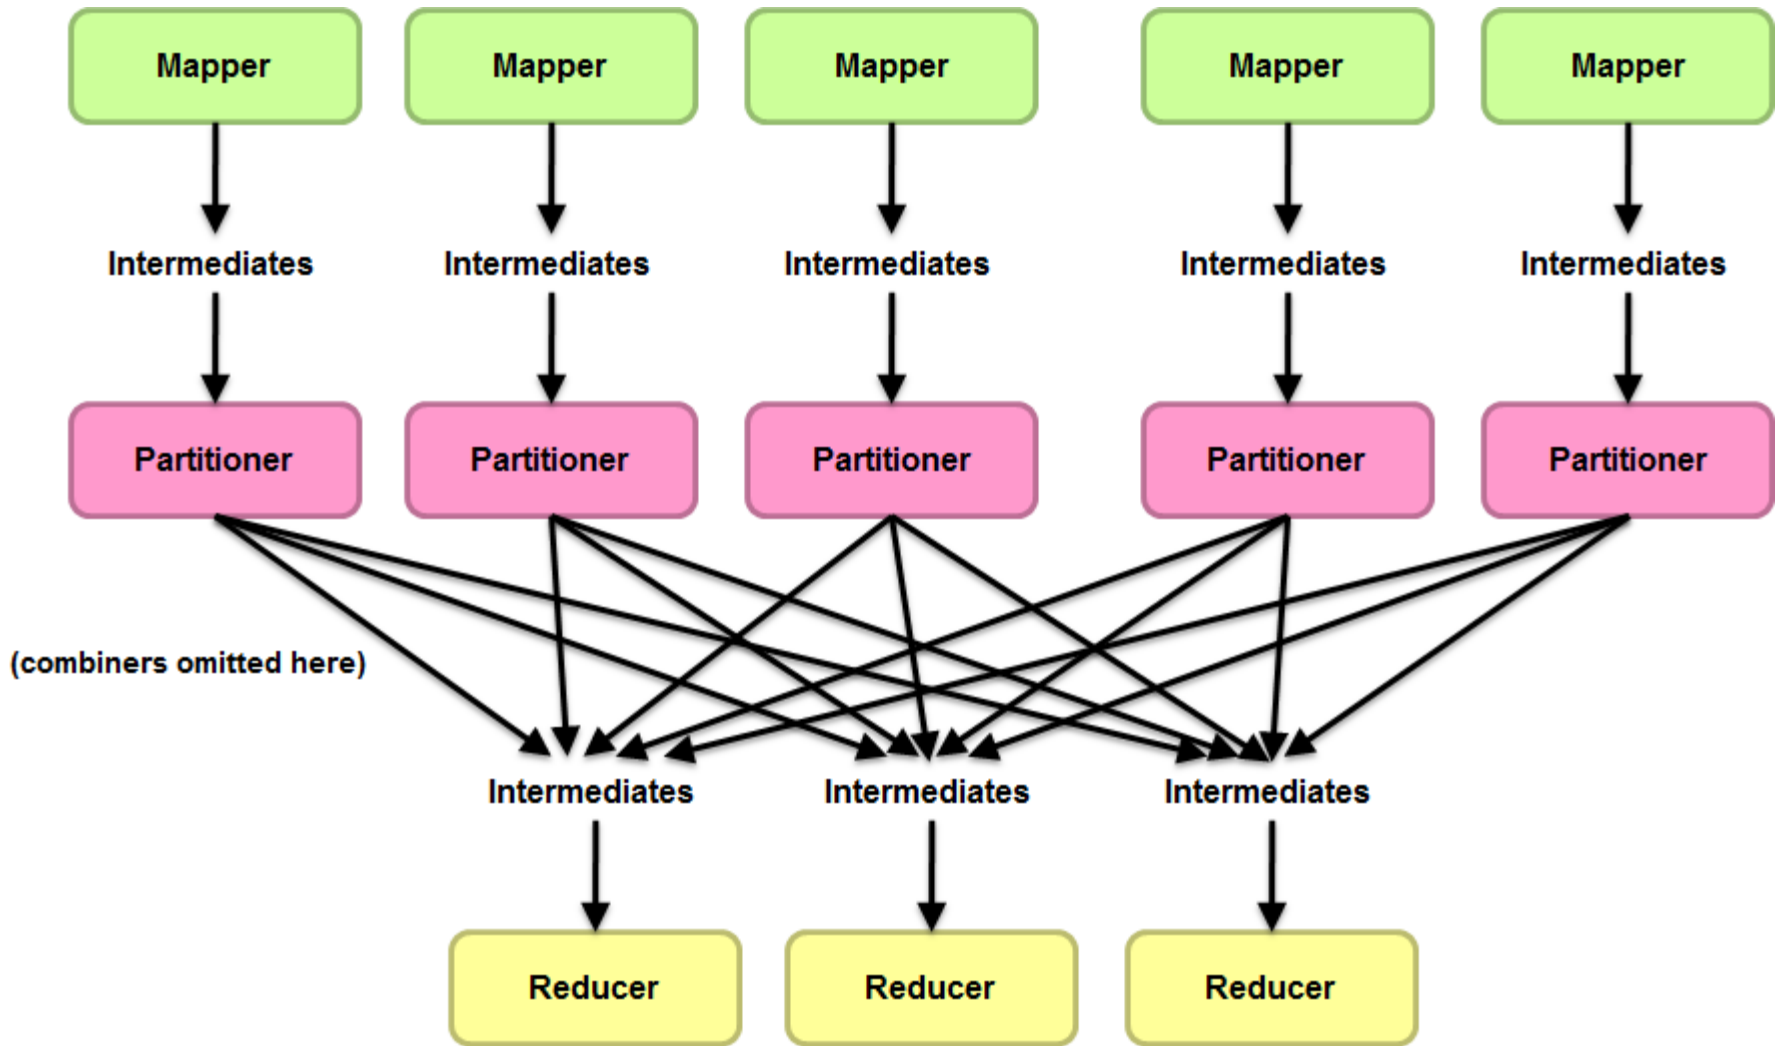 Mapper Mapper Mapper Mapper Mapper
Intermediates Intermediates Intermediates Intermediates Intermediates
Partitioner Partitioner Partitioner Partitioner Partitioner
(combiners omitted here)
Intermediates Intermediates Intermediates
Reducer Reducer Reducer